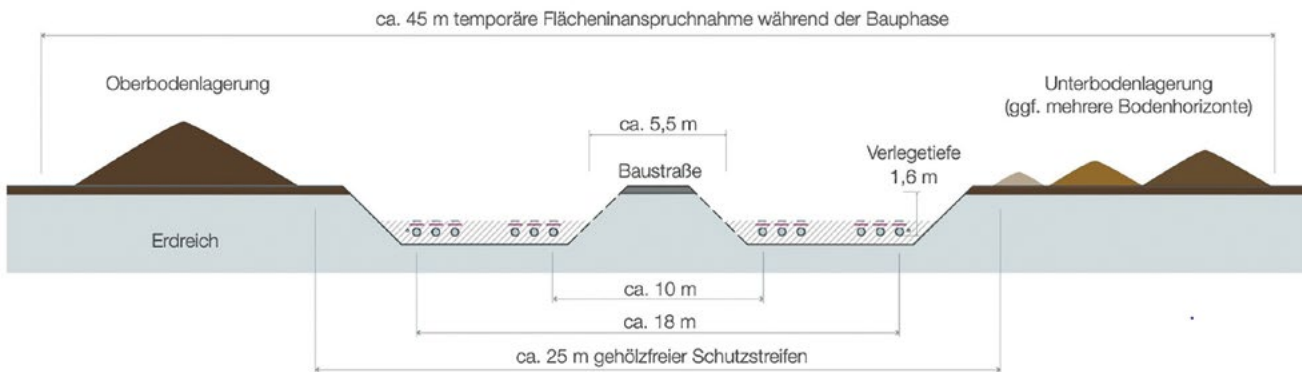 ca. 45 m temporäre Flächeninanspruchnahme während der Bauphase
Oberbodenlagerung
Unterbodenlagerung
(ggf. mehrere Bodenhorizonte)
ca. 5,5 m
Baustraße
Verlegetiefe
1,6 m
Erdreich
ca. 10 m
ca. 18 m
ca. 25 m gehölzfreier Schutzstreifen